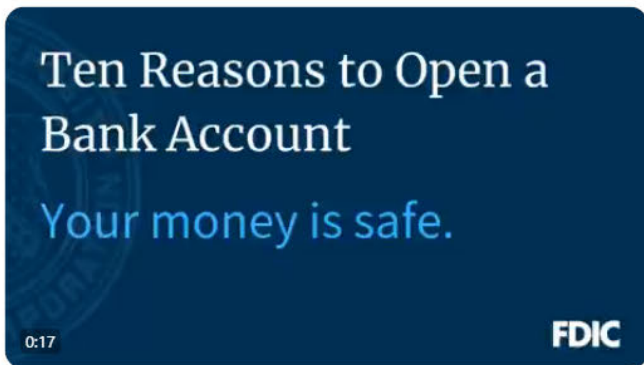 Ten Reasons to Open a
Bank Account
Your money is safe.
0:17
FDIC